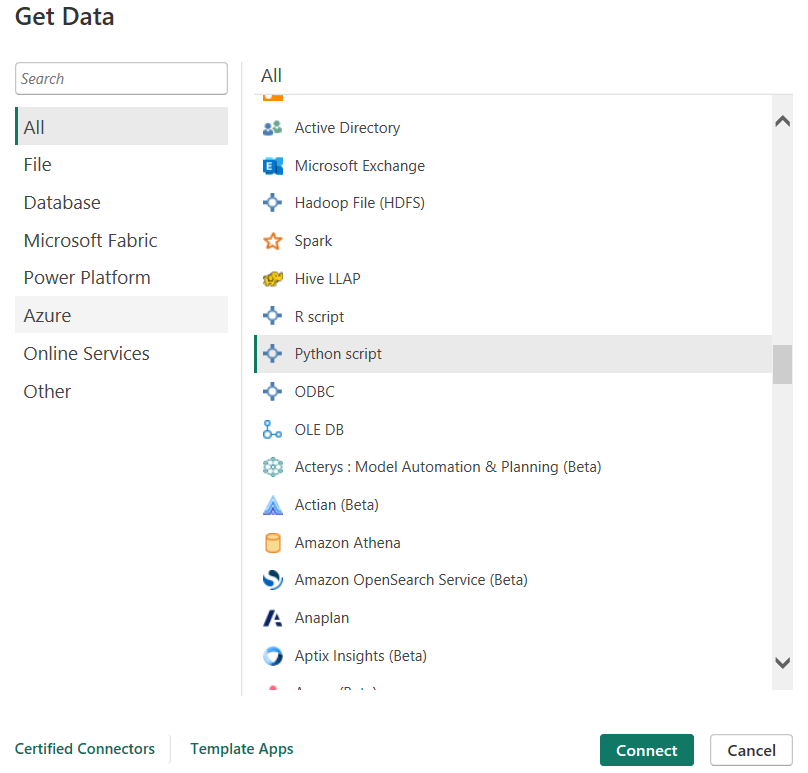 Get Data
Search
All
File
Database
Microsoft Fabric
Power Platform
Azure
Online Services
Other
All
Active Directory
Microsoft Exchange
Hadoop File (HDFS)
Spark
Hive LLAP
R script
Python script
ODBC
OLE DB
Acterys : Model Automation & Planning (Beta)
Actian (Beta)
Amazon Athena
Amazon OpenSearch Service (Beta)
Anaplan
Aptix Insights (Beta)
Certified Connectors
Template Apps
Connect
Cancel